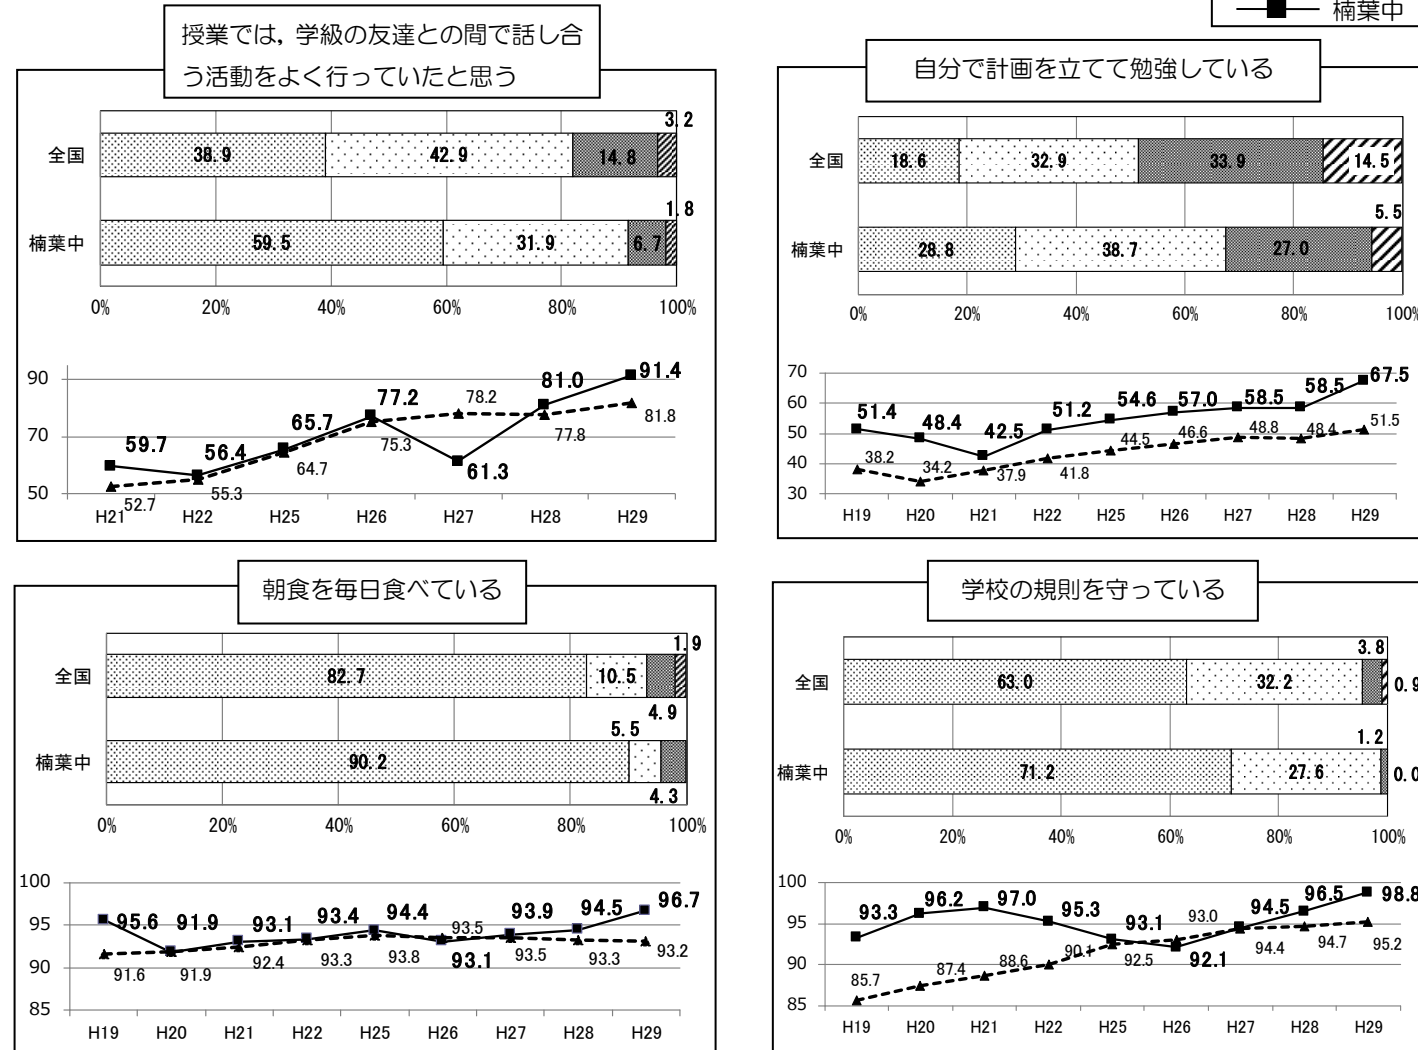 楠葉中
授業では，学級の友達との間で話し合
う活動をよく行っていたと思う
3.2
全国 38.9 42.9 14.8
1.8
楠葉中 59.5 31.9 6.7
0% 20% 40% 60% 80% 100%
90
70
50
59.7 56.4 65.7 77.2 61.3 81.0 91.4
52.7 55.3 64.7 75.3 78.2 77.8 81.8
H21 H22 H25 H26 H27 H28 H29
自分で計画を立てて勉強している
全国 18.6 32.9 33.9 14.5
5.5
楠葉中 28.8 38.7 27.0
0% 20% 40% 60% 80% 100%
70
60
50
40
30
51.4 48.4 42.5 51.2 54.6 57.0 58.5 58.5 67.5
38.2 34.2 37.9 41.8 44.5 46.6 48.8 48.4 51.5
H19 H20 H21 H22 H25 H26 H27 H28 H29
朝食を毎日食べている
1.9
全国 82.7 10.5
4.9
5.5
楠葉中 90.2
4.3
0% 20% 40% 60% 80% 100%
100
95
90
85
95.6 91.9 93.1 93.4 94.4 93.1 93.9 94.5 96.7
91.6 91.9 92.4 93.3 93.8 93.5 93.5 93.3 93.2
H19 H20 H21 H22 H25 H26 H27 H28 H29
学校の規則を守っている
3.8
全国 63.0 32.2 0.9
1.2
楠葉中 71.2 27.6 0.0
0% 20% 40% 60% 80% 100%
100
95
90
85
93.3 96.2 97.0 95.3 93.1 92.1 94.5 96.5 98.8
85.7 87.4 88.6 90.1 92.5 93.0 94.4 94.7 95.2
H19 H20 H21 H22 H25 H26 H27 H28 H29